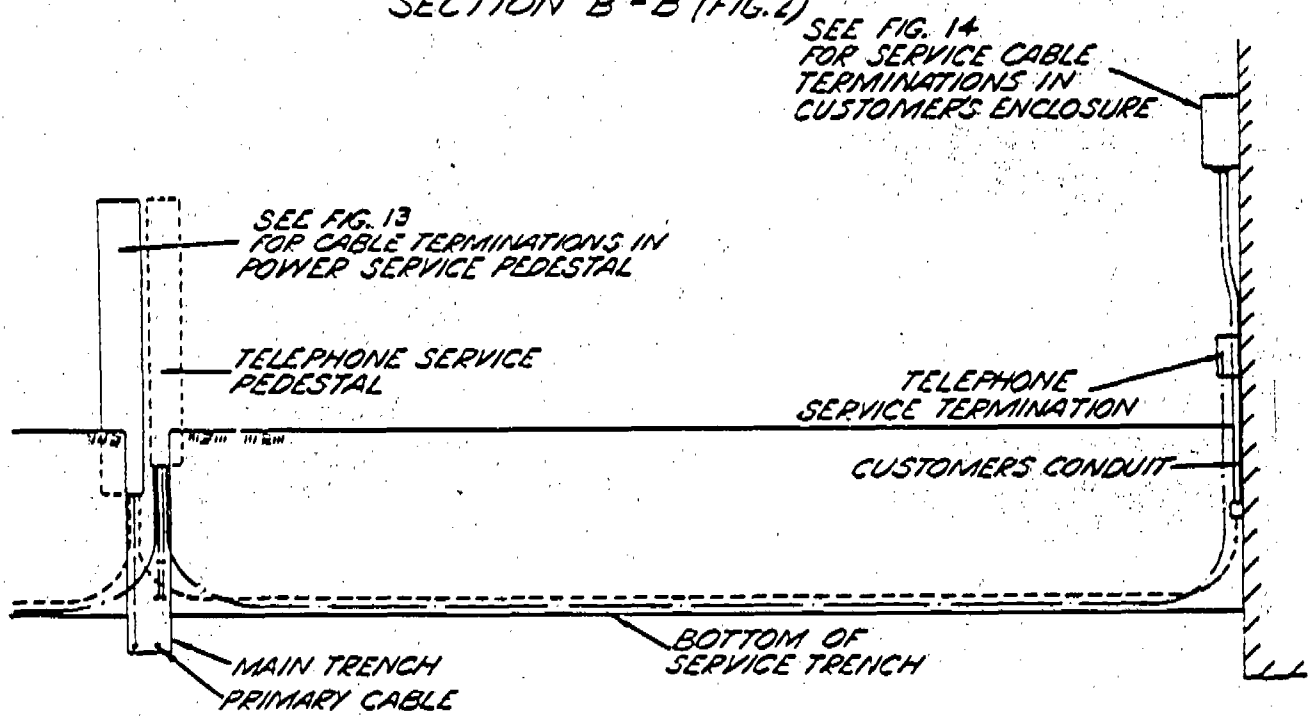 SECTION B-B (FIG.2)
SEE FIG. 14
FOR SERVICE CABLE
TERMINATIONS IN
CUSTOMER'S ENCLOSURE
SEE FIG. 13
FOR CABLE TERMINATIONS IN
POWER SERVICE PEDESTAL
TELEPHONE SERVICE
PEDESTAL
TELEPHONE
SERVICE TERMINATION
CUSTOMERS CONDUIT
BOTTOM OF
SERVICE TRENCH
MAIN TRENCH
PRIMARY CABLE